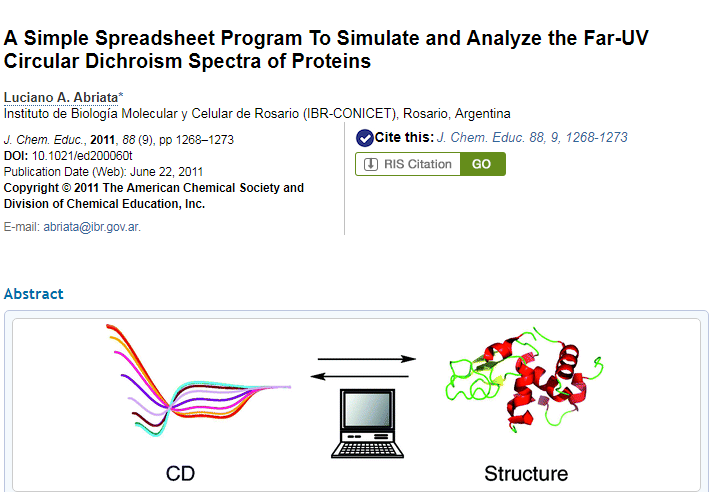 A Simple Spreadsheet Program To Simulate and Analyze the Far-UV
Circular Dichroism Spectra of Proteins
Luciano A. Abriata*
Instituto de Biología Molecular y Celular de Rosario (IBR-CONICET), Rosario, Argentina
J. Chem. Educ., 2011, 88 (9), pp 1268–1273
DOI: 10.1021/ed200060t
Publication Date (Web): June 22, 2011
Copyright © 2011 The American Chemical Society and
Division of Chemical Education, Inc.
E-mail: abriata@ibr.gov.ar.
Cite this: J. Chem. Educ. 88, 9, 1268-1273
RIS Citation GO
Abstract
CD
Structure